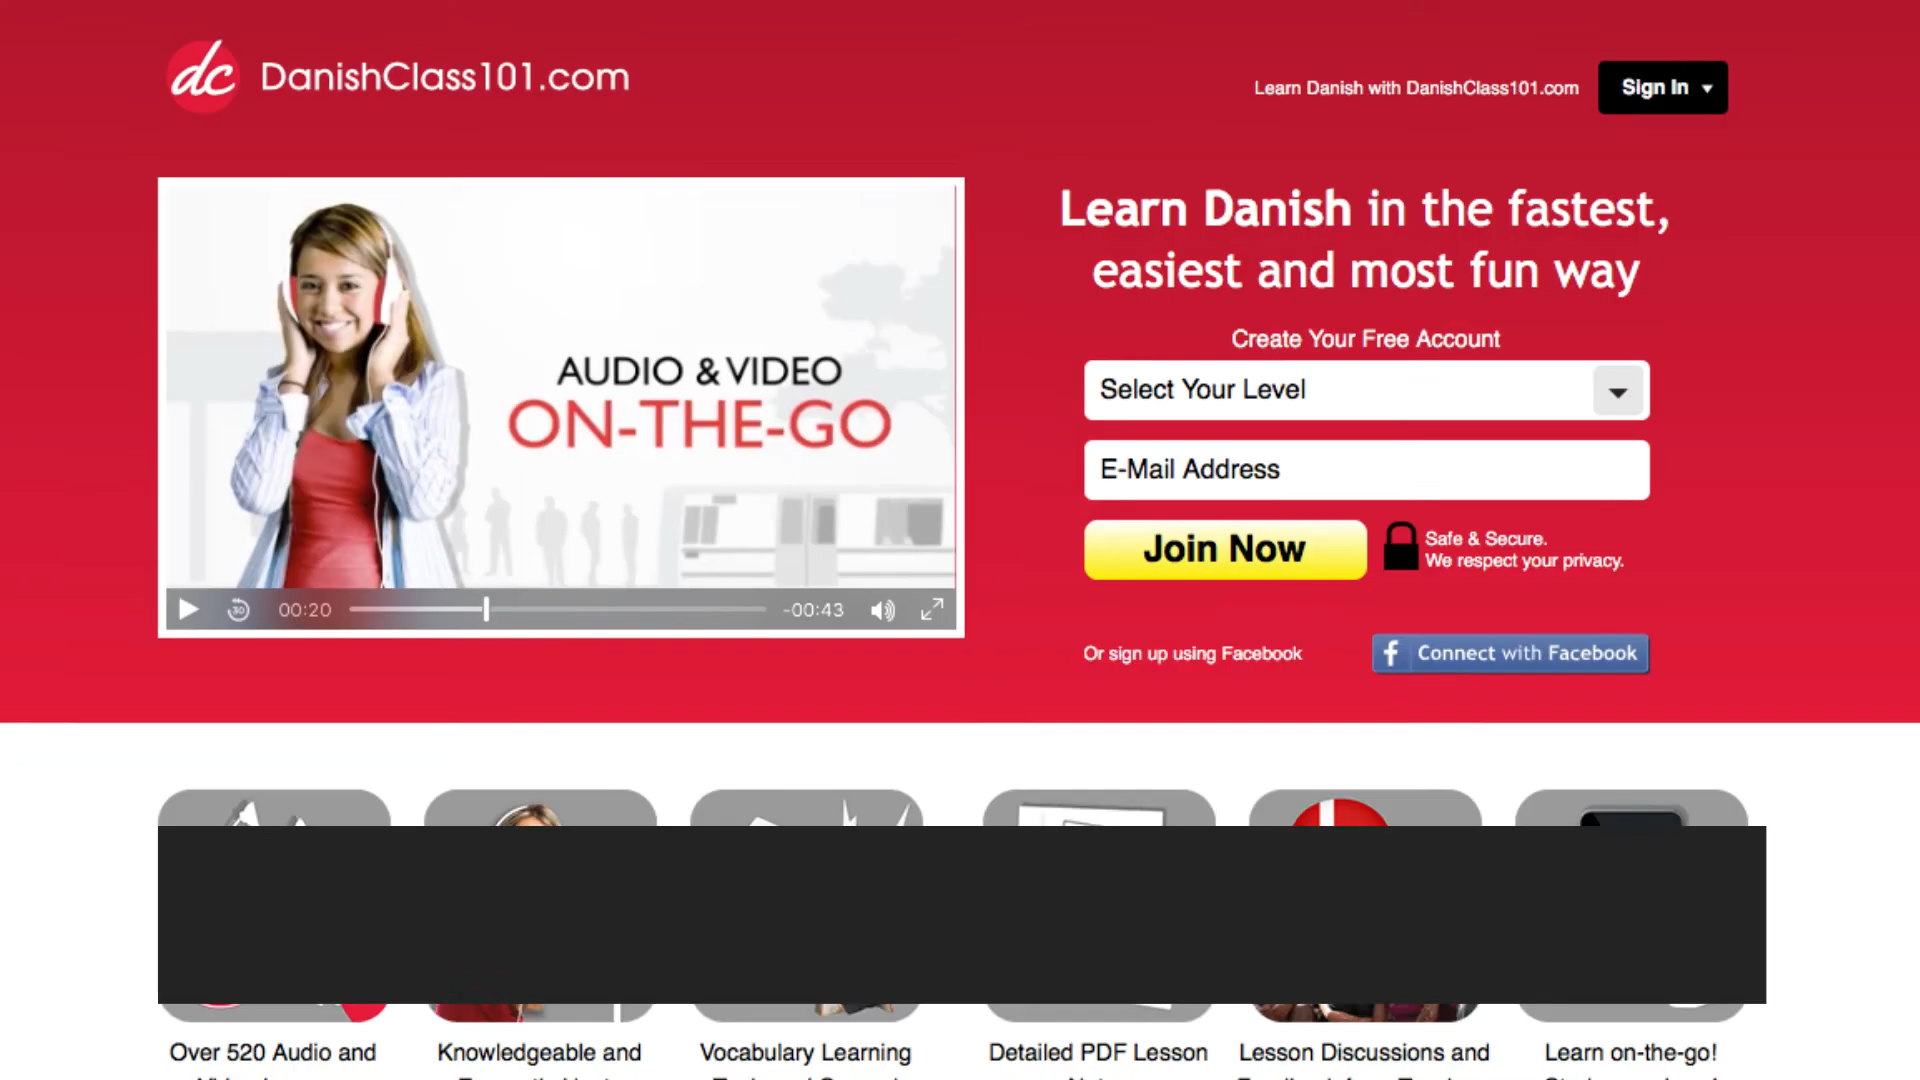 dc DanishClass101.com
Learn Danish with DanishClass101.com
Sign In
Learn Danish in the fastest,
easiest and most fun way
AUDIO & VIDEO
ON-THE-GO
Create Your Free Account
Select Your Level
E-Mail Address
Join Now
Safe & Secure.
We respect your privacy.
30 00:20 -00:43
Or sign up using Facebook
f Connect with Facebook
Over 520 Audio and
Knowledgeable and
Vocabulary Learning
Detailed PDF Lesson
Lesson Discussions and
Learn on-the-go!